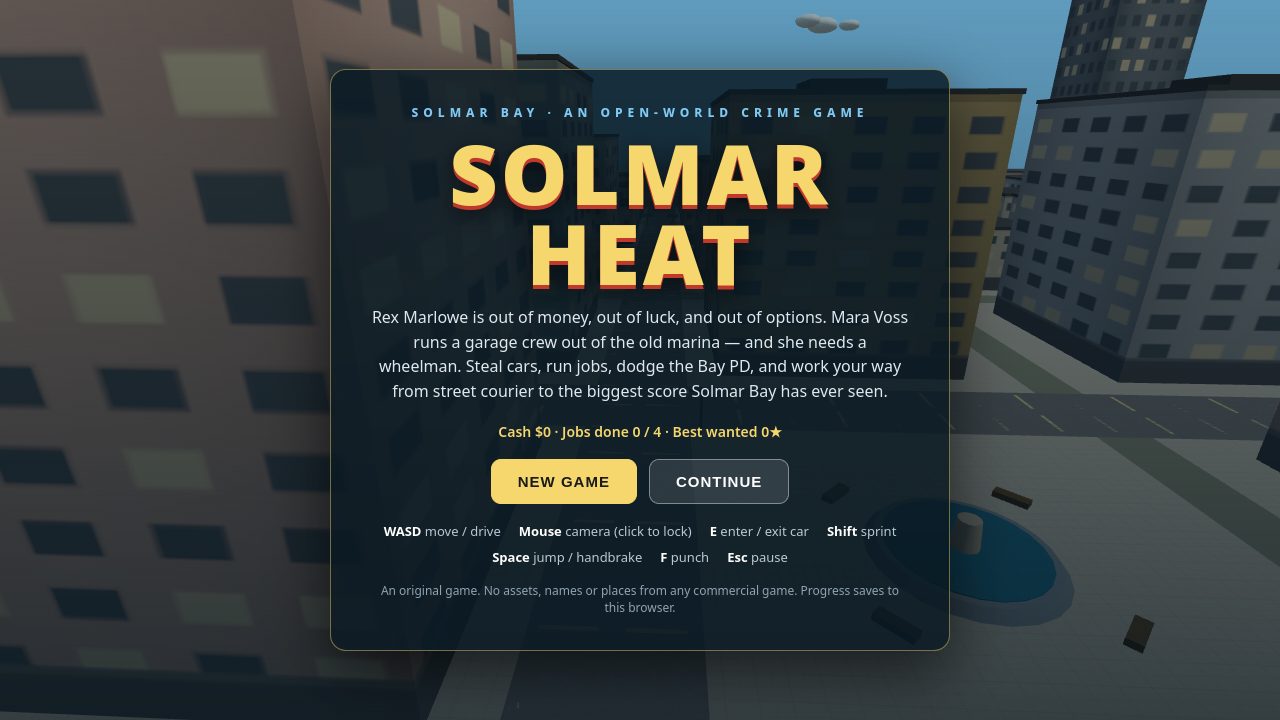 SOLMAR BAY · AN OPEN-WORLD CRIME GAME
SOLMAR
HEAT
Rex Marlowe is out of money, out of luck, and out of options. Mara Voss
runs a garage crew out of the old marina — and she needs a
wheelman. Steal cars, run jobs, dodge the Bay PD, and work your way
from street courier to the biggest score Solmar Bay has ever seen.
Cash $0 · Jobs done 0 / 4 · Best wanted 0★
NEW GAME CONTINUE
WASD move / drive Mouse camera (click to lock) E enter / exit car Shift sprint
Space jump / handbrake F punch Esc pause
An original game. No assets, names or places from any commercial game. Progress saves to
this browser.